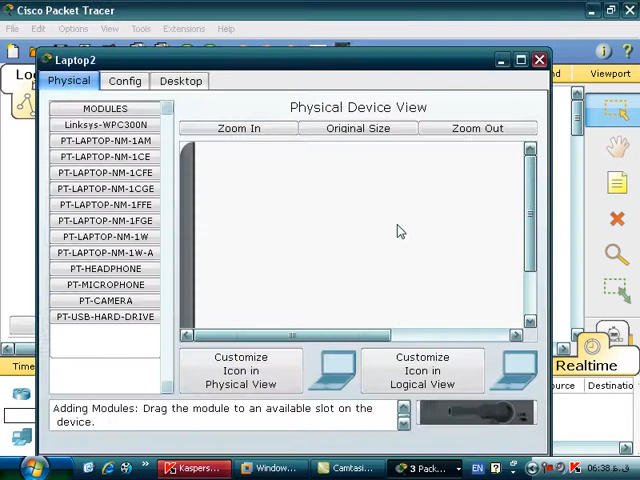 Cisco Packet Tracer
File Edit Options View Tools Extensions Help
Laptop2
Viewport
Physical Config Desktop
MODULES
Linksys-WPC300N
PT-LAPTOP-NM-1AM
PT-LAPTOP-NM-1CE
PT-LAPTOP-NM-1CFE
PT-LAPTOP-NM-1CGE
PT-LAPTOP-NM-1FFE
PT-LAPTOP-NM-1FGE
PT-LAPTOP-NM-1W
PT-LAPTOP-NM-1W-A
PT-HEADPHONE
PT-MICROPHONE
PT-CAMERA
PT-USB-HARD-DRIVE
Physical Device View
Zoom In Original Size Zoom Out
Customize
Icon in
Physical View
Customize
Icon in
Logical View
Adding Modules: Drag the module to an available slot on the
device.
Realtime
Time
Kaspers...
Window...
Camtasi...
3 Pack...
EN
06:38